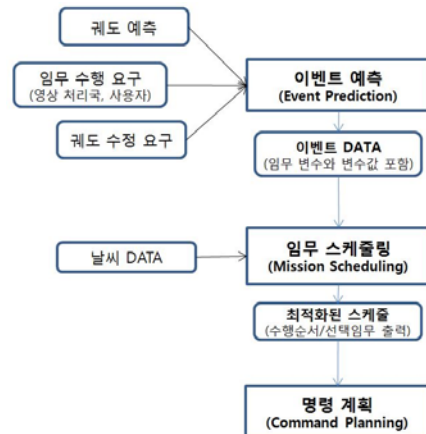 궤도 예측
임무 수행 요구
(영상 처리국, 사용자)
궤도 수정 요구
이벤트 예측
(Event Prediction)
이벤트 DATA
(임무 변수와 변수값 포함)
날씨 DATA
임무 스케줄링
(Mission Scheduling)
최적화된 스케줄
(수행순서/선택임무 출력)
명령 계획
(Command Planning)